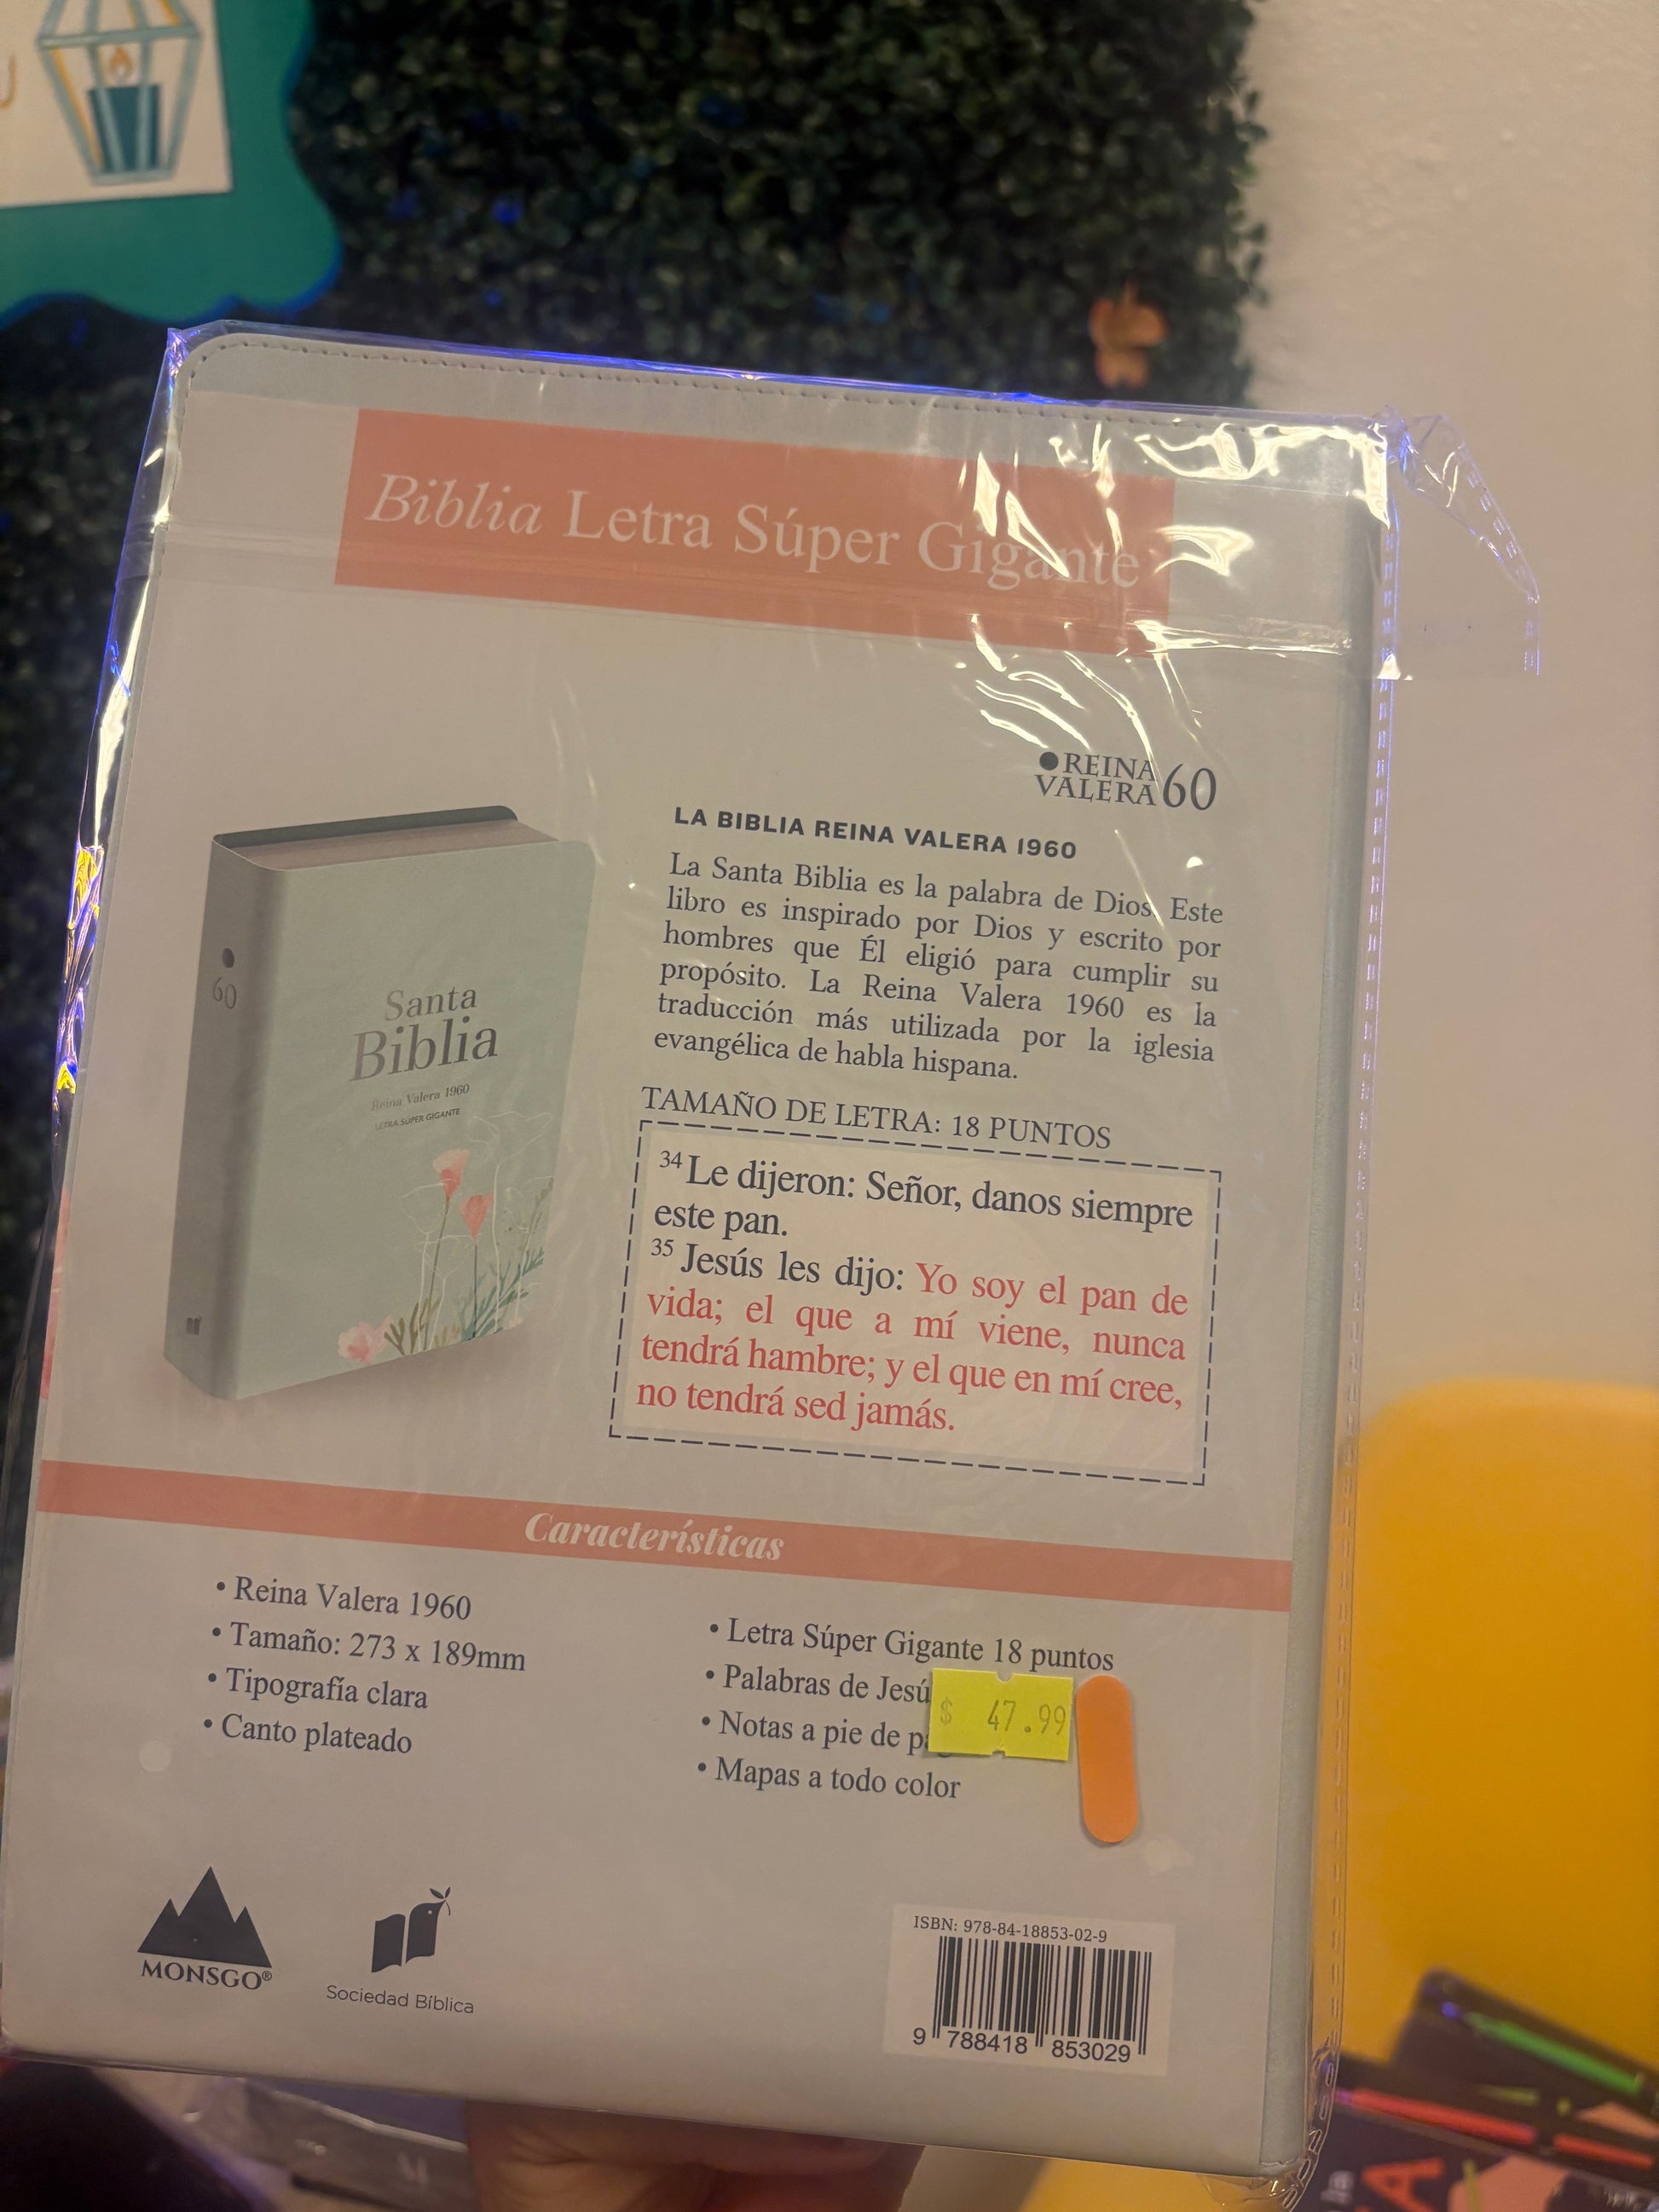 Biblia Letra Súper Gigante
REINA
VALERA 60
LA BIBLIA REINA VALERA 1960
La Santa Biblia es la palabra de Dios. Este
libro es inspirado por Dios y escrito por
hombres que Él eligió para cumplir su
propósito. La Reina Valera 1960 es la
traducción más utilizada por la iglesia
evangélica de habla hispana.
60
Santa
Biblia
Reina Valera 1960
LETRA SÚPER GIGANTE
TAMAÑO DE LETRA: 18 PUNTOS
34 Le dijeron: Señor, danos siempre
este pan.
35 Jesús les dijo: Yo soy el pan de
vida; el que a mí viene, nunca
tendrá hambre; y el que en mí cree,
no tendrá sed jamás.
Características
• Reina Valera 1960
• Tamaño: 273 x 189mm
• Tipografía clara
• Canto plateado
• Letra Súper Gigante 18 puntos
• Palabras de Jesú
• Notas a pie de
• Mapas a todo color
$ 47.99
MONSGO®
Sociedad Bíblica
ISBN: 978-84-18853-02-9
9 788418 853029
la